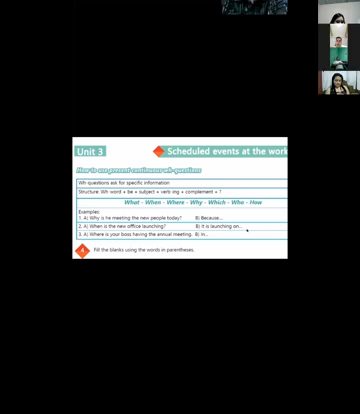 Unit 3
Scheduled events at the work
How to use present continuous wh-questions
Wh-questions ask for specific information
Structure: Wh-word + be + subject + verb-ing + complement + ?
What - When - Where - Why - Which - Who - How
Examples:
1. A) Why is he meeting the new people today? B) Because...
2. A) When is the new office launching? B) It is launching on...
3. A) Where is your boss having the annual meeting. B) In...
4 Fill the blanks using the words in parentheses.